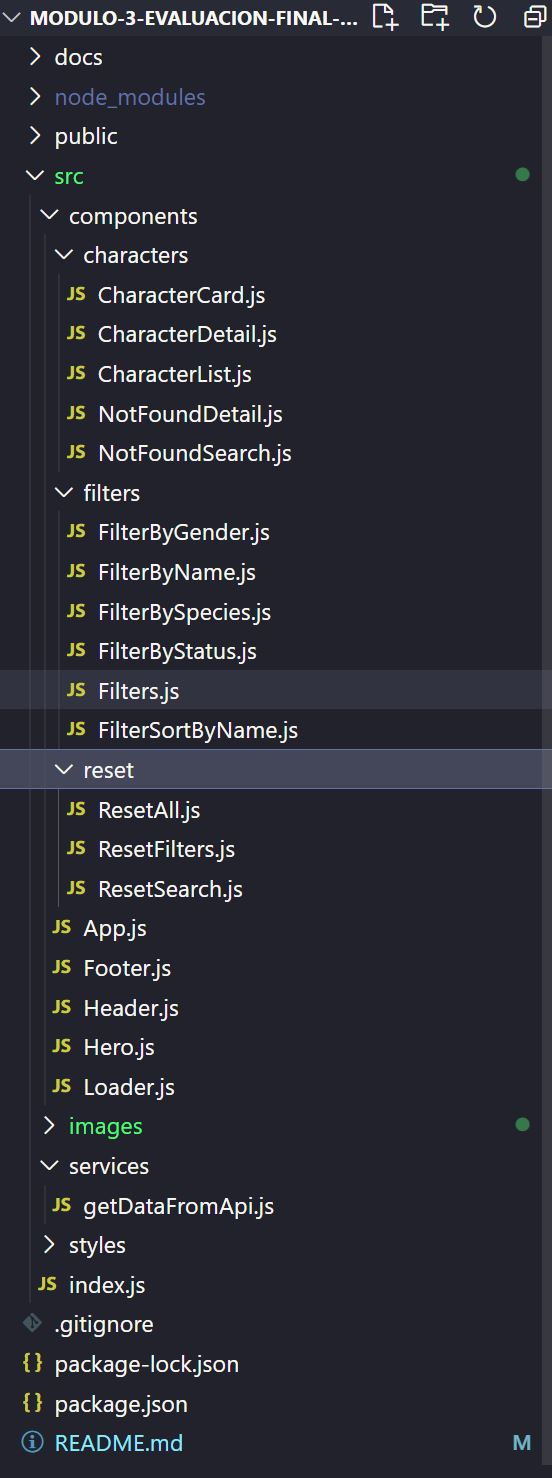 MODULO-3-EVALUACION-FINAL-...
docs
node_modules
public
src
components
characters
JS CharacterCard.js
JS CharacterDetail.js
JS CharacterList.js
JS NotFoundDetail.js
JS NotFoundSearch.js
filters
JS FilterByGender.js
JS FilterByName.js
JS FilterBySpecies.js
JS FilterByStatus.js
JS Filters.js
JS FilterSortByName.js
reset
JS ResetAll.js
JS ResetFilters.js
JS ResetSearch.js
JS App.js
JS Footer.js
JS Header.js
JS Hero.js
JS Loader.js
images
services
JS getDataFromApi.js
styles
JS index.js
.gitignore
{} package-lock.json
{} package.json
README.md M